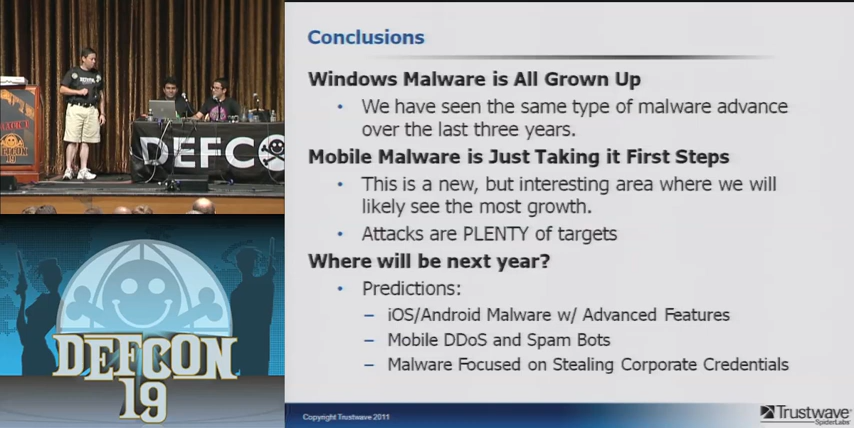 Conclusions
Windows Malware is All Grown Up
• We have seen the same type of malware advance
over the last three years.
Mobile Malware is Just Taking it First Steps
• This is a new, but interesting area where we will
likely see the most growth.
• Attacks are PLENTY of targets
Where will be next year?
• Predictions:
– iOS/Android Malware w/ Advanced Features
– Mobile DDoS and Spam Bots
– Malware Focused on Stealing Corporate Credentials
Copyright Trustwave 2011
Trustwave®
SpiderLabs®
DEFCO
DEFCON
19